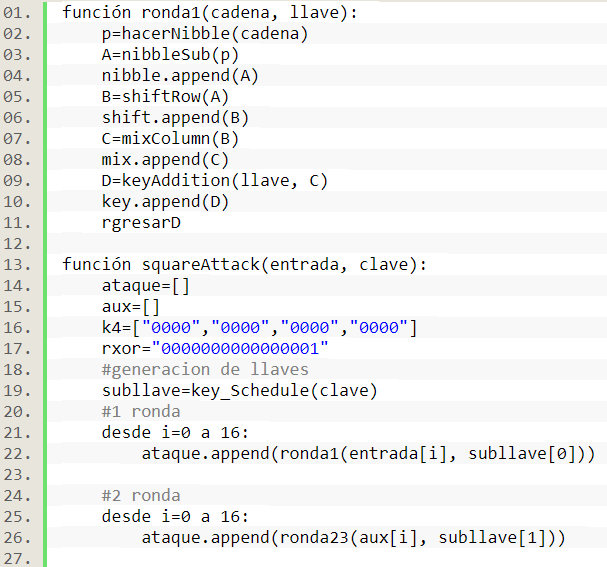 01. función ronda1(cadena, llave):
02. p=hacerNibble(cadena)
03. A=nibbleSub(p)
04. nibble.append(A)
05. B=shiftRow(A)
06. shift.append(B)
07. C=mixColumn(B)
08. mix.append(C)
09. D=keyAddition(llave, C)
10. key.append(D)
11. rgresarD
12.
13. función squareAttack(entrada, clave):
14. ataque=[]
15. aux=[]
16. k4=["0000","0000","0000","0000"]
17. rxor="0000000000000001"
18. #generacion de llaves
19. subllave=key_Schedule(clave)
20. #1 ronda
21. desde i=0 a 16:
22. ataque.append(ronda1(entrada[i], subllave[0]))
23.
24. #2 ronda
25. desde i=0 a 16:
26. ataque.append(ronda23(aux[i], subllave[1]))
27.